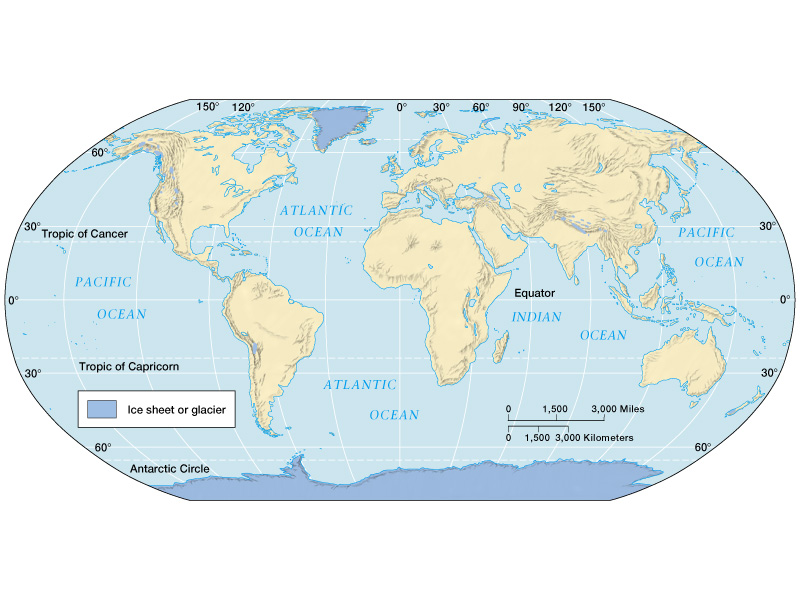 150° 120° 0° 30° 60° 90° 120° 150°
60°
ATLANTIC
OCEAN
30°
Tropic of Cancer
30°
PACIFIC
OCEAN
PACIFIC
OCEAN
0°
Equator
0°
INDIAN
OCEAN
Tropic of Capricorn
30°
30°
ATLANTIC
OCEAN
Ice sheet or glacier
0 1,500 3,000 Miles
0 1,500 3,000 Kilometers
60°
60°
Antarctic Circle